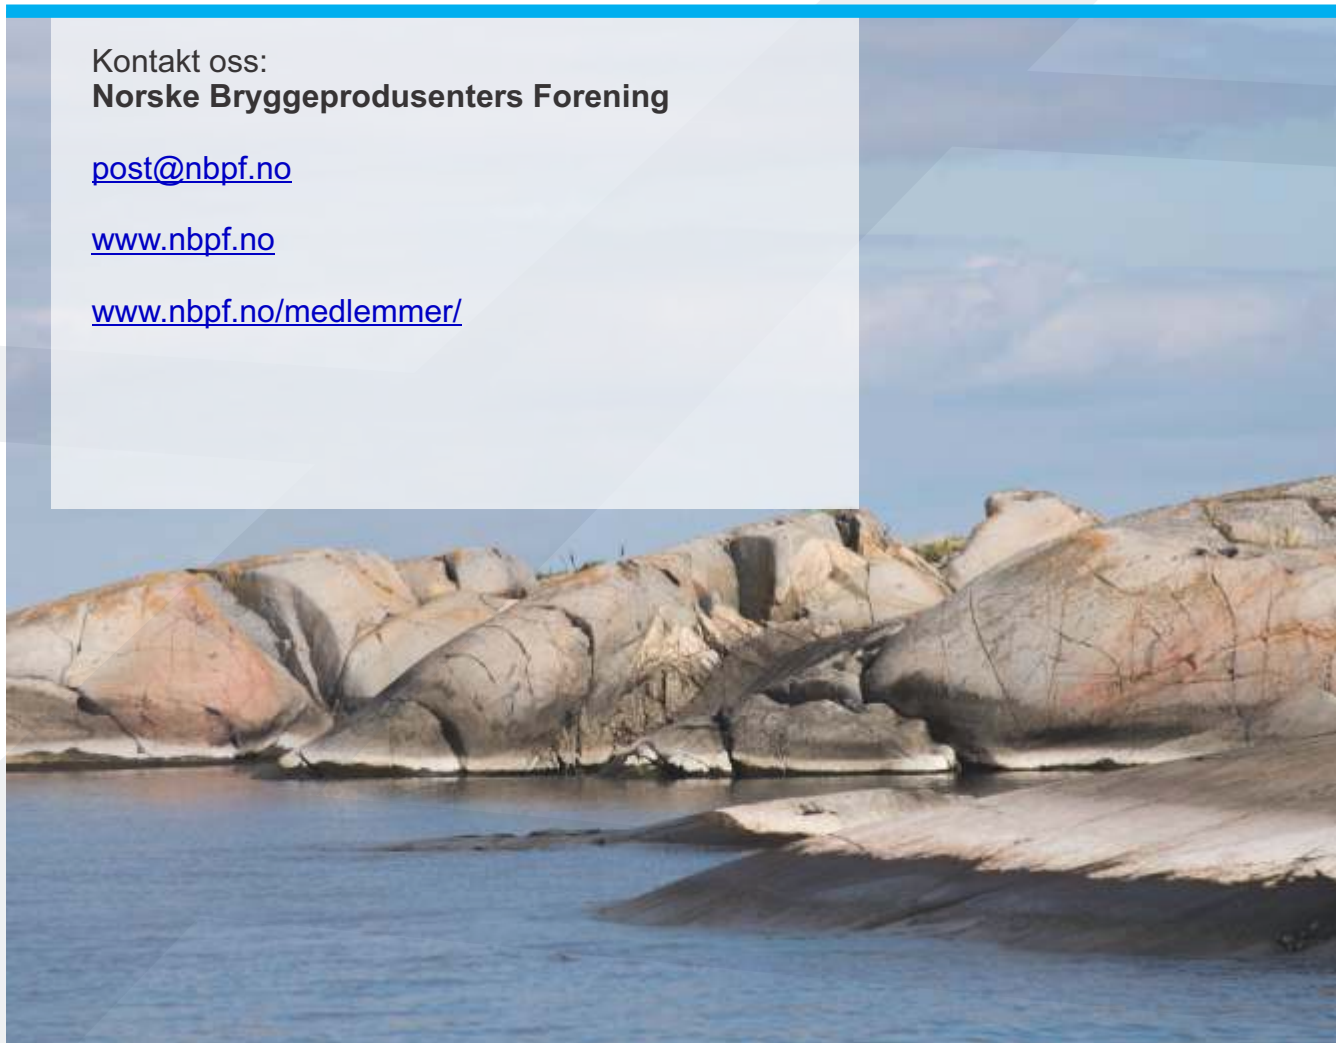 Kontakt oss:
Norske Bryggeprodusenters Forening
post@nbpf.no
www.nbpf.no
www.nbpf.no/medlemmer/